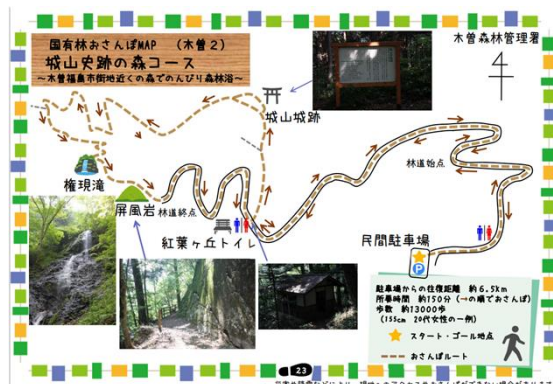 国有林おさんぽMAP （木曽２）
城山史跡の森コース
～木曽福島市街地近くの森でのんびり森林浴～
木曽森林管理署
城山城跡
権現滝
屏風岩
林道終点
紅葉ヶ丘トイレ
林道始点
民間駐車場
P
駐車場からの往復距離 約6.5km
所要時間 約150分（→の順でおさんぽ）
歩数 約13000歩
（155cm 20代女性の一例）
スタート・ゴール地点
おさんぽルート
23